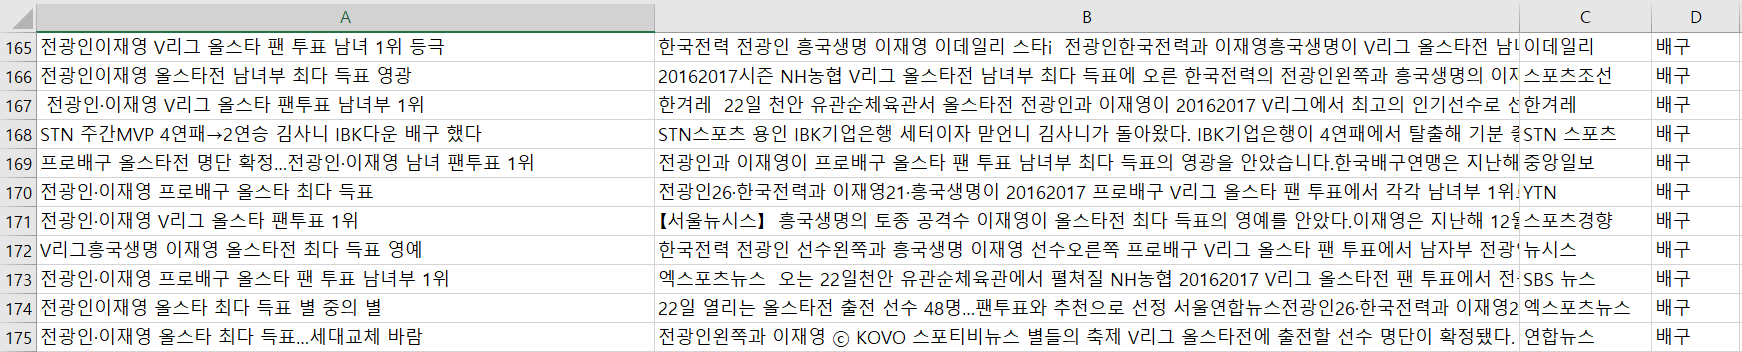 A B C D
165 전광인이재영 V리그 올스타 팬 투표 남녀 1위 등극 한국전력 전광인 흥국생명 이재영 이데일리 스타i 전광인한국전력과 이재영흥국생명이 V리그 올스타전 이데일리 배구
166 전광인이재영 올스타전 남녀부 최다 득표 영광 20162017시즌 NH농협 V리그 올스타전 남녀부 최다 득표에 오른 한국전력의 전광인왼쪽과 흥국생명의 스포츠조선 배구
167 전광인·이재영 V리그 올스타 팬투표 남녀부 1위 한겨레 22일 천안 유관순체육관서 올스타전 전광인과 이재영이 20162017 V리그에서 최고의 인기선수로 한겨레 배구
168 STN 주간MVP 4연패→2연승 김사니 IBK다운 배구 했다 STN스포츠 용인 IBK기업은행 세터이자 맏언니 김사니가 돌아왔다. IBK기업은행이 4연패에서 탈출해 기분 STN 스포츠 배구
169 프로배구 올스타전 명단 확정...전광인·이재영 남녀 팬투표 1위 전광인과 이재영이 프로배구 올스타 팬 투표 남녀부 최다 득표의 영광을 안았습니다.한국배구연맹은 지난해 중앙일보 배구
170 전광인·이재영 프로배구 올스타 최다 득표 전광인26·한국전력과 이재영21·흥국생명이 20162017 프로배구 V리그 올스타 팬 투표에서 각각 남녀부 1위 YTN 배구
171 전광인·이재영 V리그 올스타 팬투표 1위 【서울뉴시스】 흥국생명의 토종 공격수 이재영이 올스타전 최다 득표의 영예를 안았다.이재영은 지난해 12월 스포츠경향 배구
172 V리그흥국생명 이재영 올스타전 최다 득표 영예 한국전력 전광인 선수왼쪽과 흥국생명 이재영 선수오른쪽 프로배구 V리그 올스타 팬 투표에서 남자부 전광 뉴시스 배구
173 전광인·이재영 프로배구 올스타 팬 투표 남녀부 1위 엑스포츠뉴스 오는 22일천안 유관순체육관에서 펼쳐질 NH농협 20162017 V리그 올스타전 팬 투표에서 SBS 뉴스 배구
174 전광인이재영 올스타 최다 득표 별 중의 별 22일 열리는 올스타전 출전 선수 48명...팬투표와 추천으로 선정 서울연합뉴스전광인26·한국전력과 이재영2 엑스포츠뉴스 배구
175 전광인·이재영 올스타 최다 득표...세대교체 바람 전광인왼쪽과 이재영 ⓒ KOVO 스포티비뉴스 별들의 축제 V리그 올스타전에 출전할 선수 명단이 확정됐다. 연합뉴스 배구